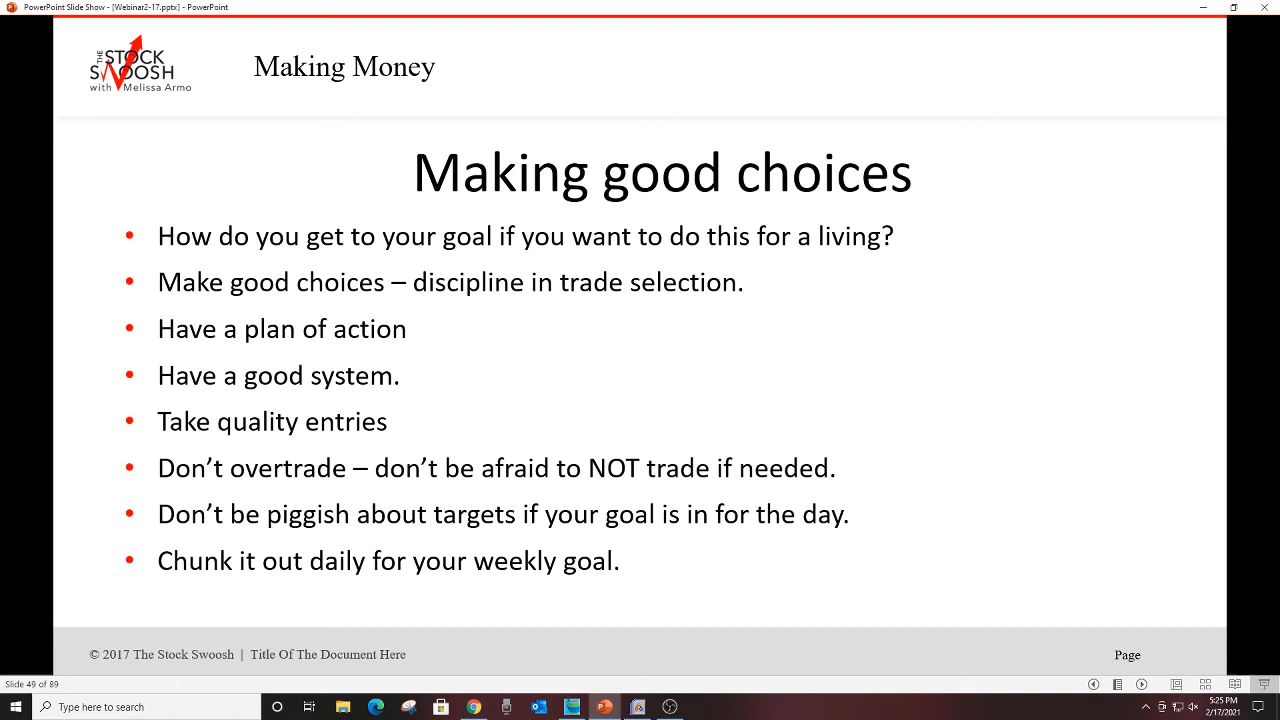 PowerPoint Slide Show - [Webinar2-17.pptx] - PowerPoint
THE STOCK
SWOOSH
with Melissa Armo
Making Money
Making good choices
• How do you get to your goal if you want to do this for a living?
• Make good choices – discipline in trade selection.
• Have a plan of action
• Have a good system.
• Take quality entries
• Don’t overtrade – don’t be afraid to NOT trade if needed.
• Don’t be piggish about targets if your goal is in for the day.
• Chunk it out daily for your weekly goal.
© 2017 The Stock Swoosh | Title Of The Document Here
Page
Slide 49 of 89
Type here to search
5:25 PM
2/17/2021